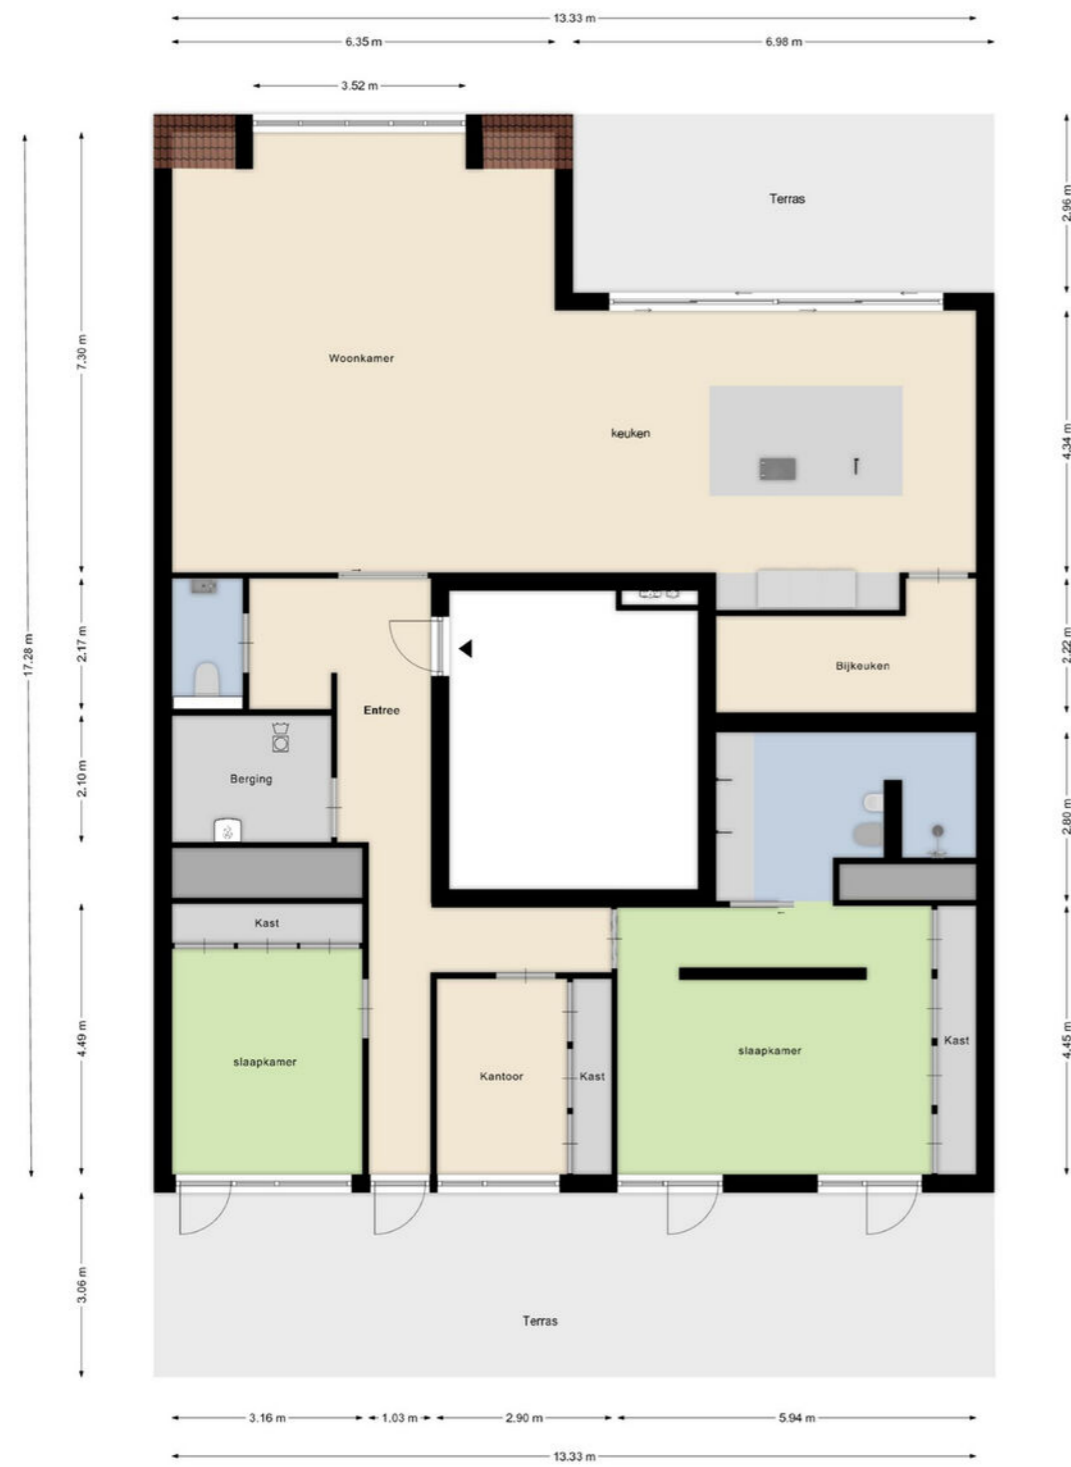 13.33 m
6.35 m
6.98 m
3.52 m
Terras
2.96 m
7.30 m
Woonkamer
keuken
4.34 m
17.28 m
2.17 m
2.22 m
Bijkeuken
Entree
Berging
2.10 m
2.80 m
Kast
4.49 m
slaapkamer
Kantoor
Kast
slaapkamer
Kast
4.45 m
3.06 m
Terras
3.16 m
1.03 m
2.90 m
5.94 m
13.33 m